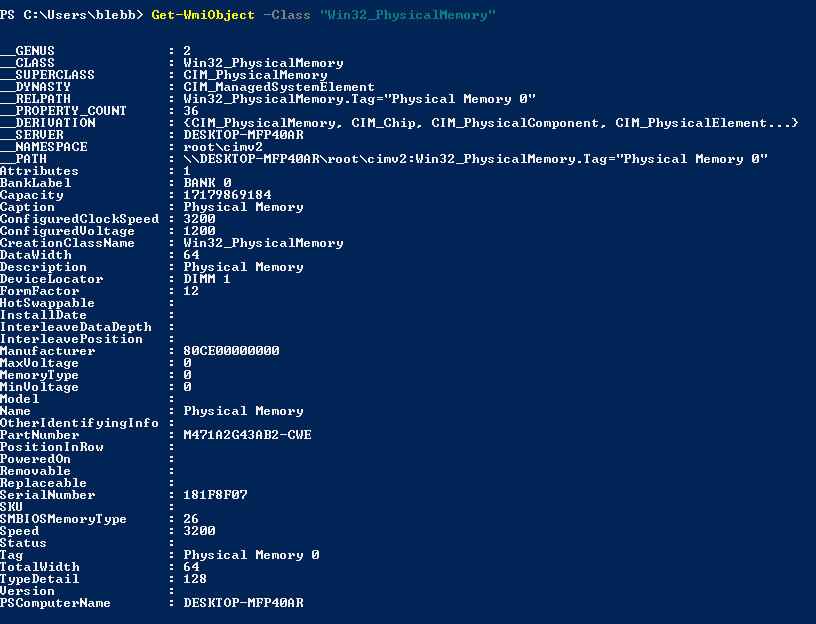 PS C:\Users\blebb> Get-WmiObject -Class "Win32_PhysicalMemory"
__GENUS : 2
__CLASS : Win32_PhysicalMemory
__SUPERCLASS : CIM_PhysicalMemory
__DYNASTY : CIM_ManagedSystemElement
__RELPATH : Win32_PhysicalMemory.Tag="Physical Memory 0"
__PROPERTY_COUNT : 36
__DERIVATION : {CIM_PhysicalMemory, CIM_Chip, CIM_PhysicalComponent, CIM_PhysicalElement...}
__SERVER : DESKTOP-MFP40AR
__NAMESPACE : root\cimv2
__PATH : \\DESKTOP-MFP40AR\root\cimv2:Win32_PhysicalMemory.Tag="Physical Memory 0"
Attributes : 1
BankLabel : BANK 0
Capacity : 17179869184
Caption : Physical Memory
ConfiguredClockSpeed : 3200
ConfiguredVoltage : 1200
CreationClassName : Win32_PhysicalMemory
DataWidth : 64
Description : Physical Memory
DeviceLocator : DIMM 1
FormFactor : 12
HotSwappable :
InstallDate :
InterleaveDataDepth :
InterleavePosition :
Manufacturer : 80CE00000000
MaxVoltage : 0
MemoryType : 0
MinVoltage : 0
Model :
Name : Physical Memory
OtherIdentifyingInfo :
PartNumber : M471A2G43AB2-CWE
PositionInRow :
PoweredOn :
Removable :
Replaceable :
SerialNumber : 181F8F07
SKU :
SMBIOSMemoryType : 26
Speed : 3200
Status :
Tag : Physical Memory 0
TotalWidth : 64
TypeDetail : 128
Version :
PSComputerName : DESKTOP-MFP40AR